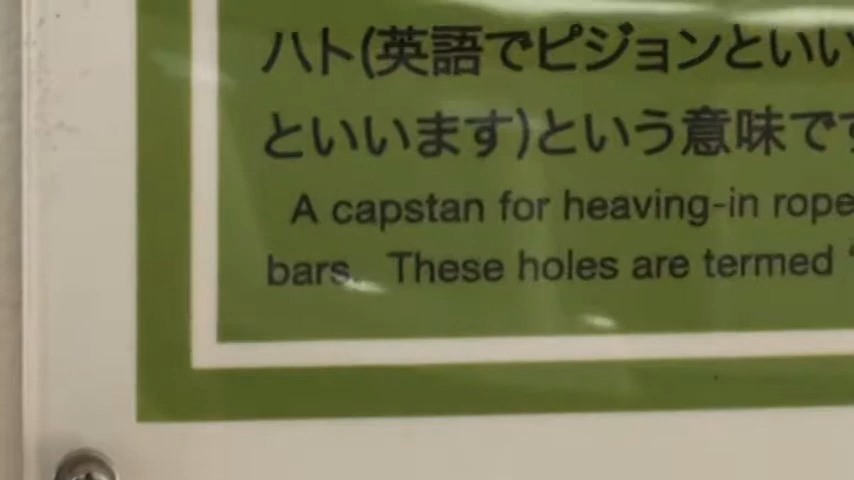 ハト(英語でピジョンといい
といいます)という意味です
A capstan for heaving-in rope
bars. These holes are termed "